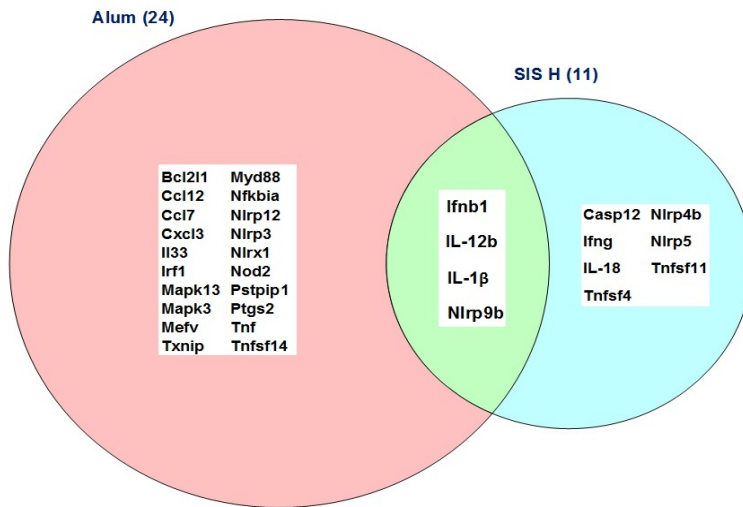 Alum (24)
SIS H (11)
Bcl2l1 Myd88
Ccl12 Nfkbia
Ccl7 Nlrp12
Cxcl3 Nlrp3
Il33 Nlrx1
Irf1 Nod2
Mapk13 Pstpip1
Mapk3 Ptgs2
Mefv Tnf
Txnip Tnfsf14
Ifnb1
IL-12b
IL-1β
Nlrp9b
Casp12 Nlrp4b
Ifng Nlrp5
IL-18 Tnfsf11
Tnfsf4